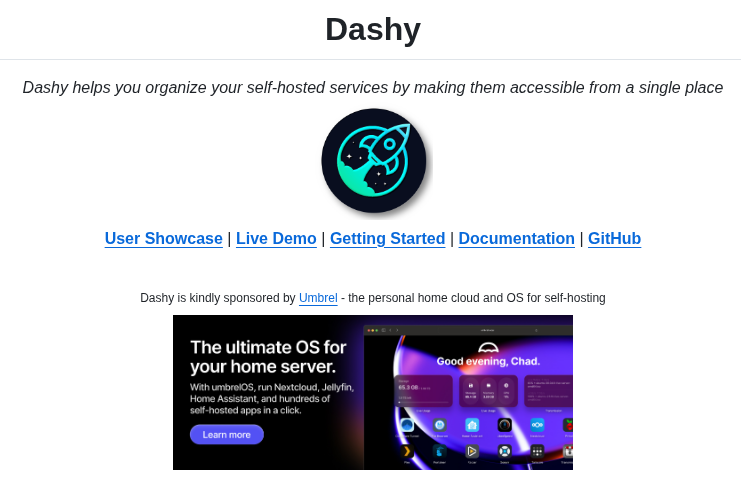 Dashy
Dashy helps you organize your self-hosted services by making them accessible from a single place
User Showcase | Live Demo | Getting Started | Documentation | GitHub
Dashy is kindly sponsored by Umbrel - the personal home cloud and OS for self-hosting
The ultimate OS for
your home server.
With umbrelOS, run Nextcloud, Jellyfin,
Home Assistant, and hundreds of
self-hosted apps in a click.
Learn more
Good evening, Chad.